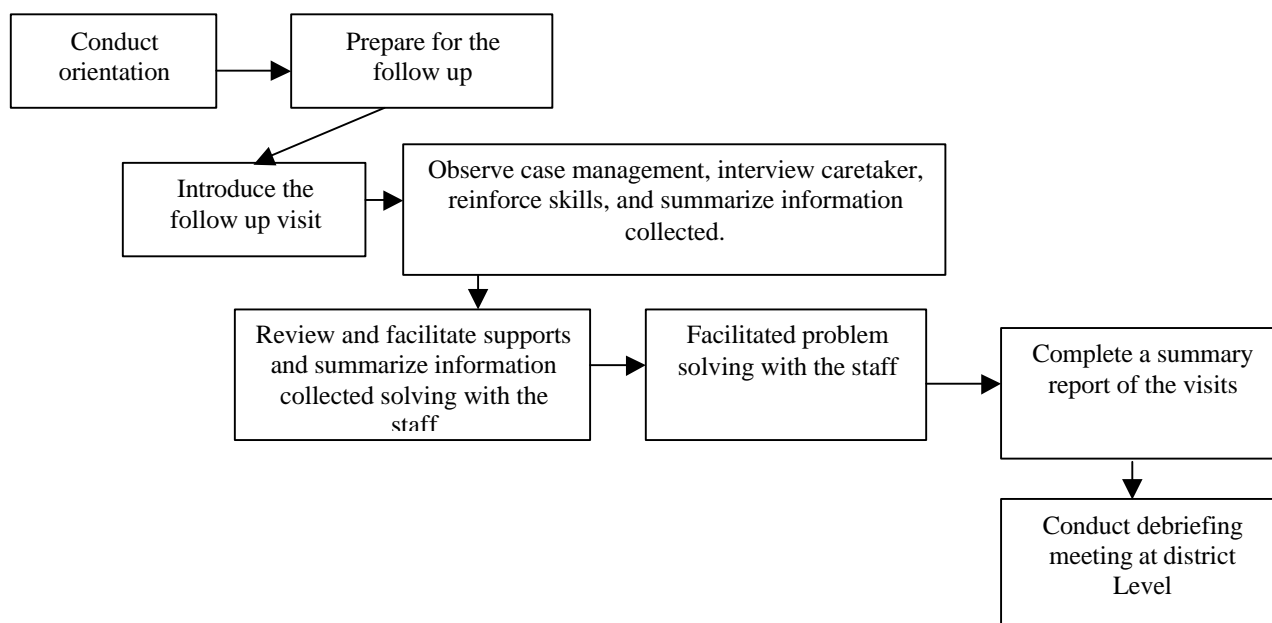 Conduct
orientation
Prepare for the
follow up
Introduce the
follow up visit
Observe case management, interview caretaker,
reinforce skills, and summarize information
collected.
Review and facilitate supports
and summarize information
collected solving with the
staff
Facilitated problem
solving with the staff
Complete a summary
report of the visits
Conduct debriefing
meeting at district
Level